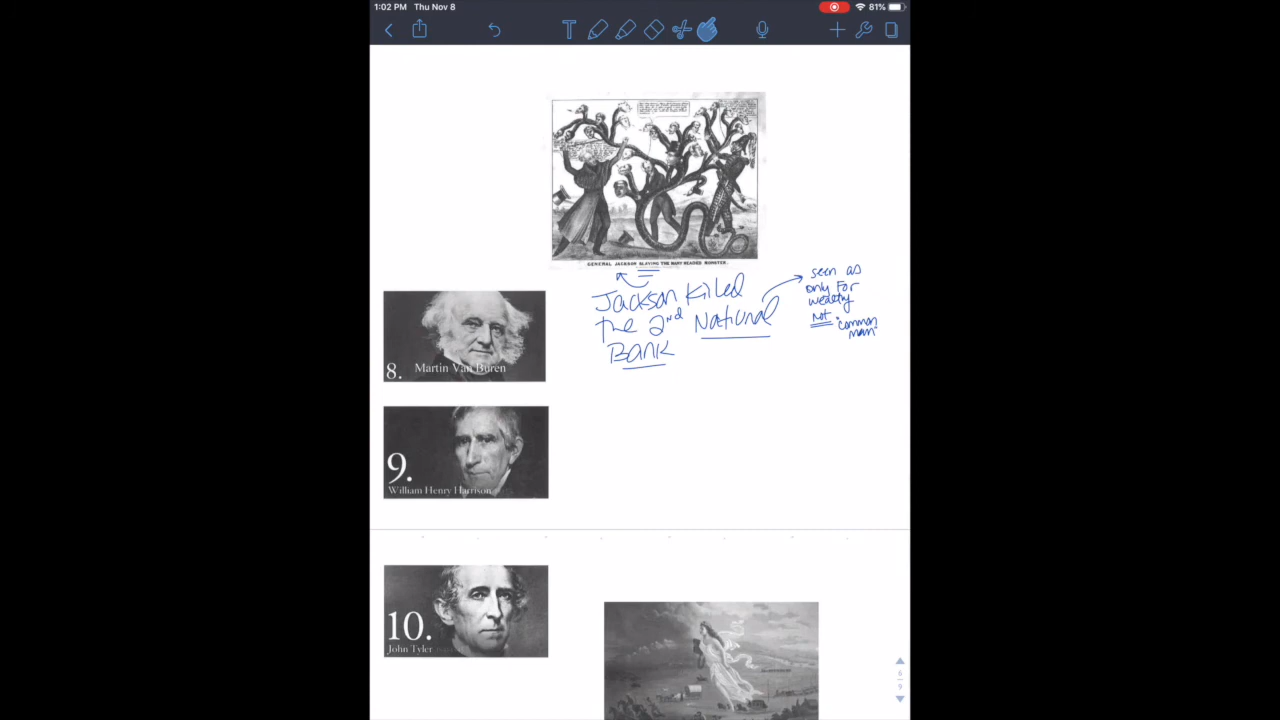 1:02 PM Thu Nov 8
81%
T
GENERAL JACKSON SLAYING THE MANY HEADED MONSTER.
Jackson Killed
the 2nd National
BANK
seen as
only For
wealthy
Not "common
man"
8. Martin Van Buren
9.
William Henry Harrison
10.
John Tyler
6
9